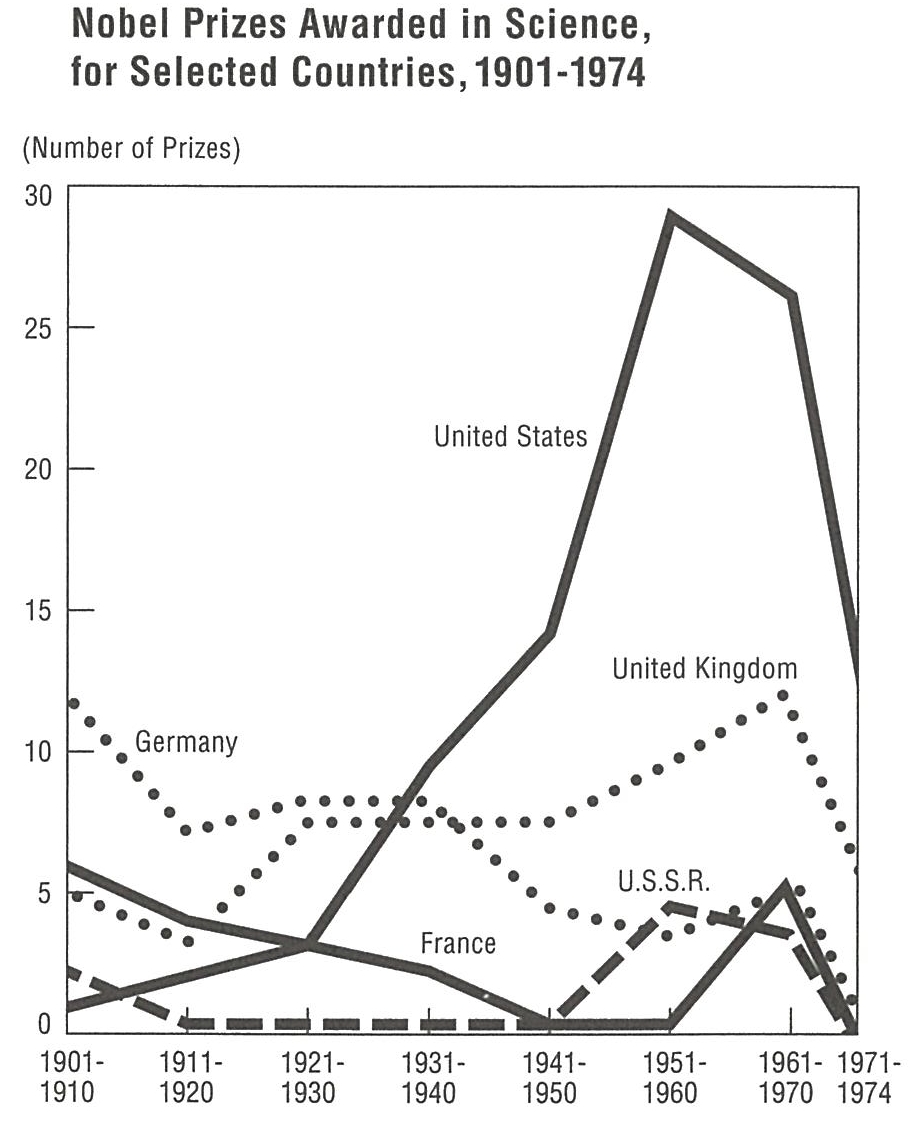 Nobel Prizes Awarded in Science,
for Selected Countries, 1901-1974
(Number of Prizes)
30
25
United States
20
15
United Kingdom
Germany
10
U.S.S.R.
5
France
0
1901- 1911- 1921- 1931- 1941- 1951- 1961- 1971-
1910 1920 1930 1940 1950 1960 1970 1974